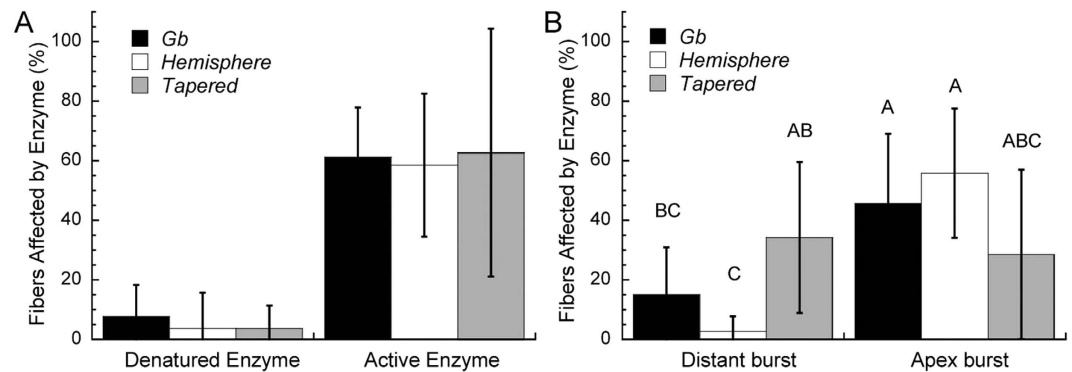 A
Fibers Affected by Enzyme (%)
100
80
60
40
20
0
Gb
Hemisphere
Tapered
Denatured Enzyme
Active Enzyme
B
Fibers Affected by Enzyme (%)
100
80
60
40
20
0
Gb
Hemisphere
Tapered
BC
C
AB
A
A
ABC
Distant burst
Apex burst